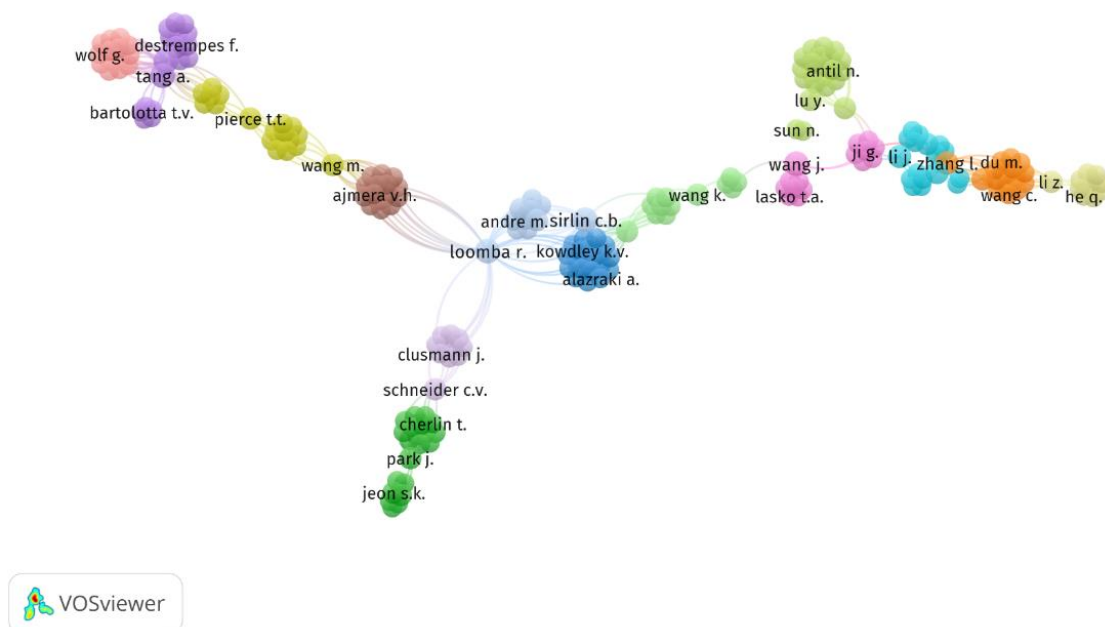 destrempes f.
wolf g.
tang a.
bartolotta t.v.
pierce t.t.
wang m.
ajmera v.h.
andre m.
sirlin c.b.
loomba r.
kowdley k.v.
alazraki a.
wang k.
antil n.
lu y.
sun n.
wang j.
lasko t.a.
ji g.
li j.
zhang l.
du m.
wang c.
li z.
he q.
clusmann j.
schneider c.v.
cherlin t.
park j.
jeon s.k.
VOSviewer